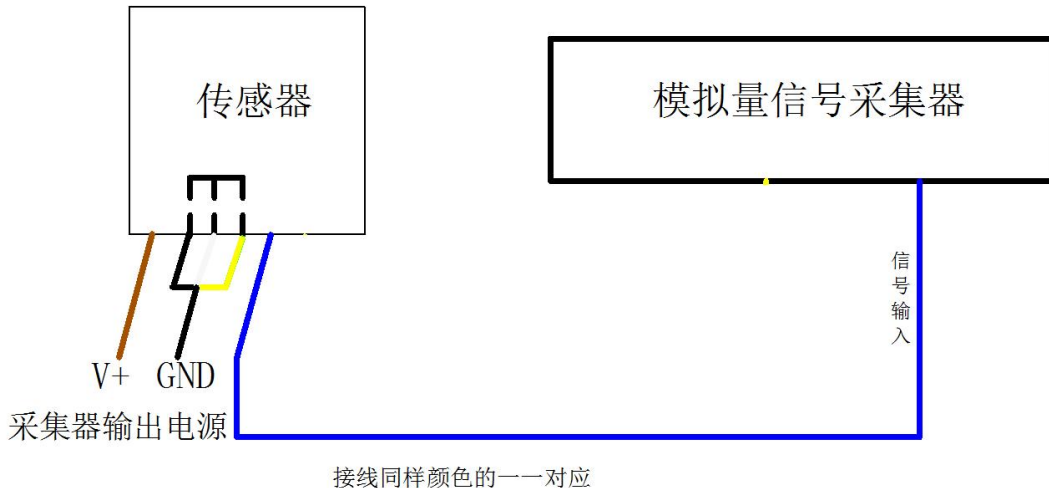 传感器
模拟量信号采集器
信号输入
V+ GND
采集器输出电源
接线同样颜色的一一对应